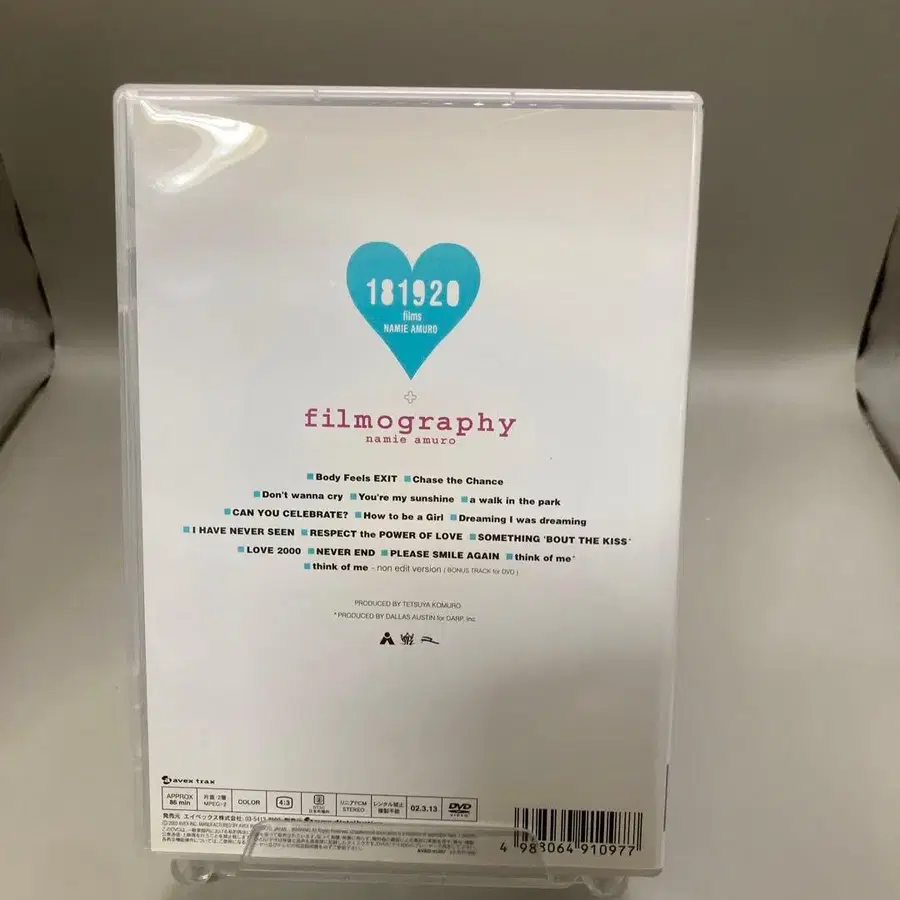 181920
films
NAMIE AMURO
filmography
namie amuro
Body Feels EXIT Chase the Chance
Don't wanna cry You're my sunshine a walk in the park
CAN YOU CELEBRATE? How to be a Girl Dreaming I was dreaming
I HAVE NEVER SEEN RESPECT the POWER OF LOVE SOMETHING 'BOUT THE KISS*
LOVE 2000 NEVER END PLEASE SMILE AGAIN think of me*
think of me - non edit version ( BONUS TRACK for DVD )
PRODUCED BY TETSUYA KOMURO
* PRODUCED BY DALLAS AUSTIN for DARP, Inc.
avex trax
APPROX 86 min
片面・2層 MPEG-2
COLOR
4:3
リニアPCM STEREO
レンタル禁止 複製不能
02.3.13
DVD VIDEO
発売元 エイベックス株式会社
4 983064 910977